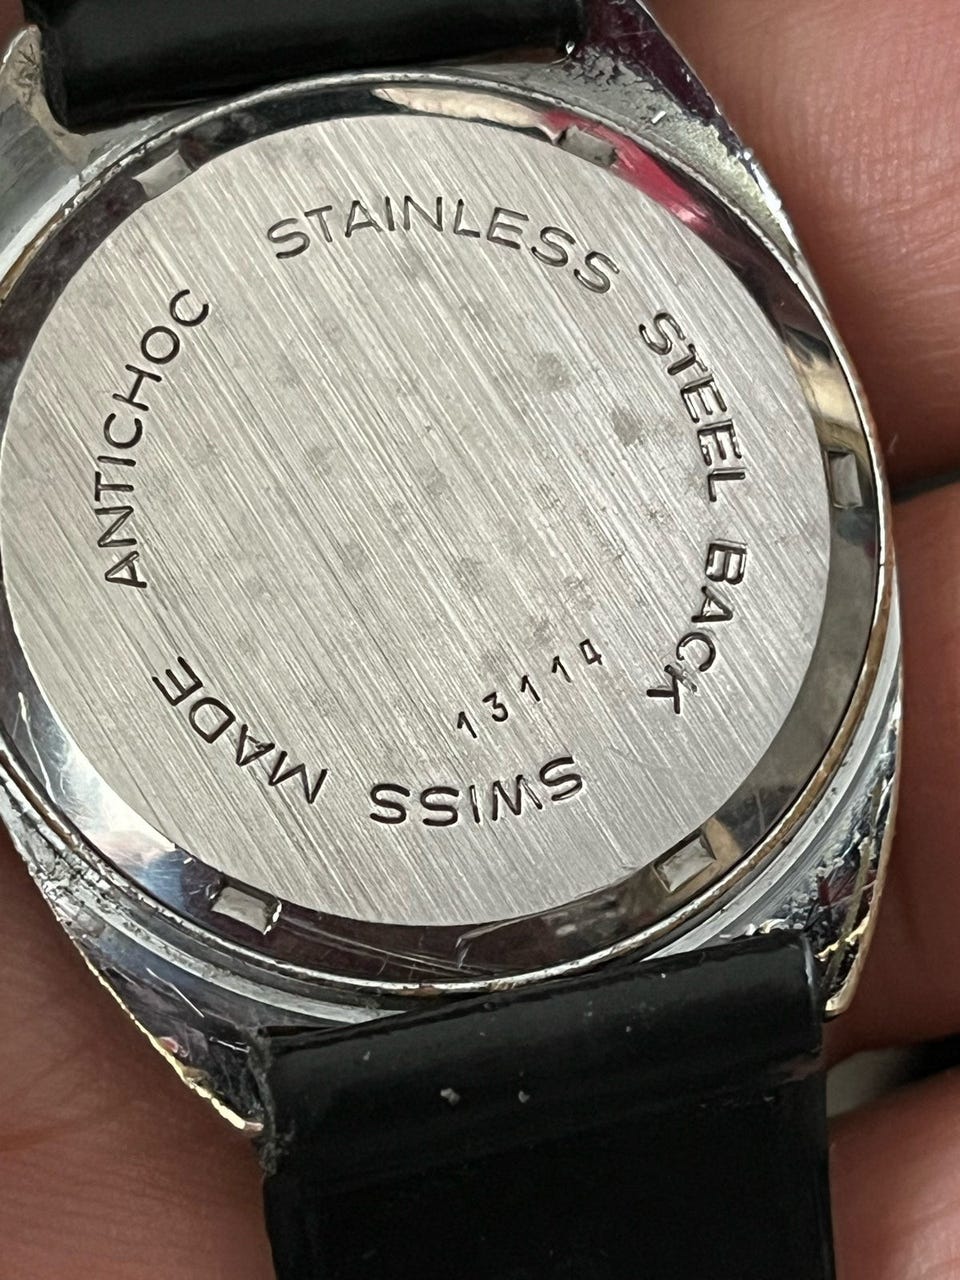 STAINLESS STEEL BACK
SWISS MADE
ANTICHOC
13114